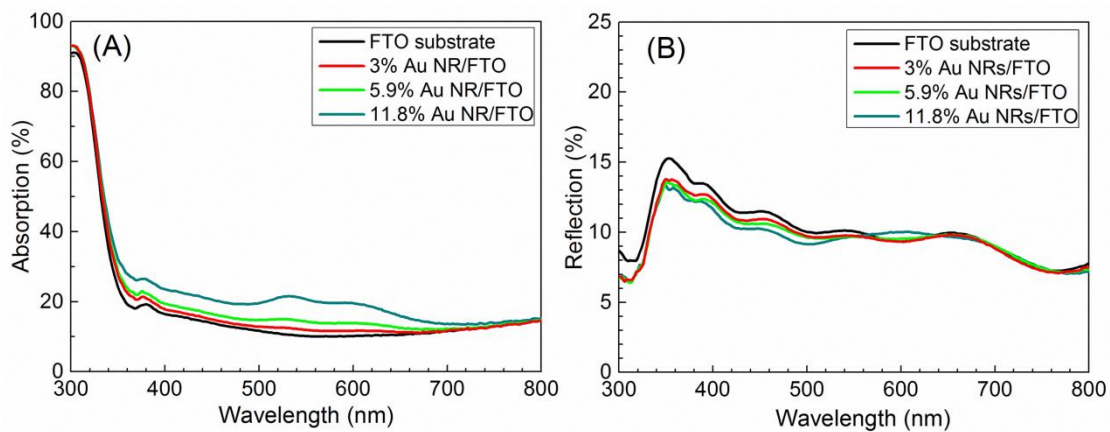 (A)
FTO substrate
3% Au NR/FTO
5.9% Au NR/FTO
11.8% Au NR/FTO
Absorption (%)
100
80
60
40
20
0
300 400 500 600 700 800
Wavelength (nm)
(B)
FTO substrate
3% Au NRs/FTO
5.9% Au NRs/FTO
11.8% Au NRs/FTO
Reflection (%)
25
20
15
10
5
0
300 400 500 600 700 800
Wavelength (nm)